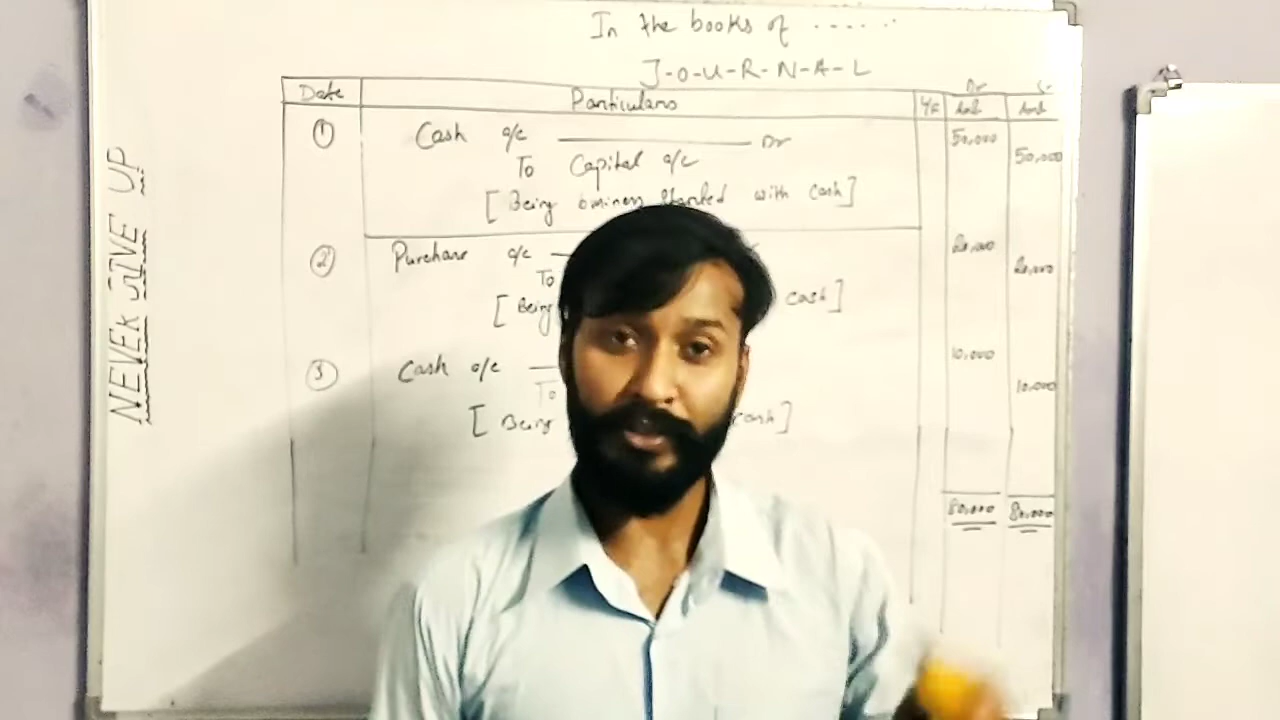 In the books of ......
J-O-U-R-N-A-L
Dr Cr
Date Particulars L/F Amt Amt
① Cash a/c Dr 50,000
To Capital a/c 50,000
[Being business started with cash]
② Purchase a/c 20,000
To 20,000
[Being cash]
③ Cash a/c 10,000
To 10,000
[Being cash]
80,000 80,000
NEVER GIVE UP